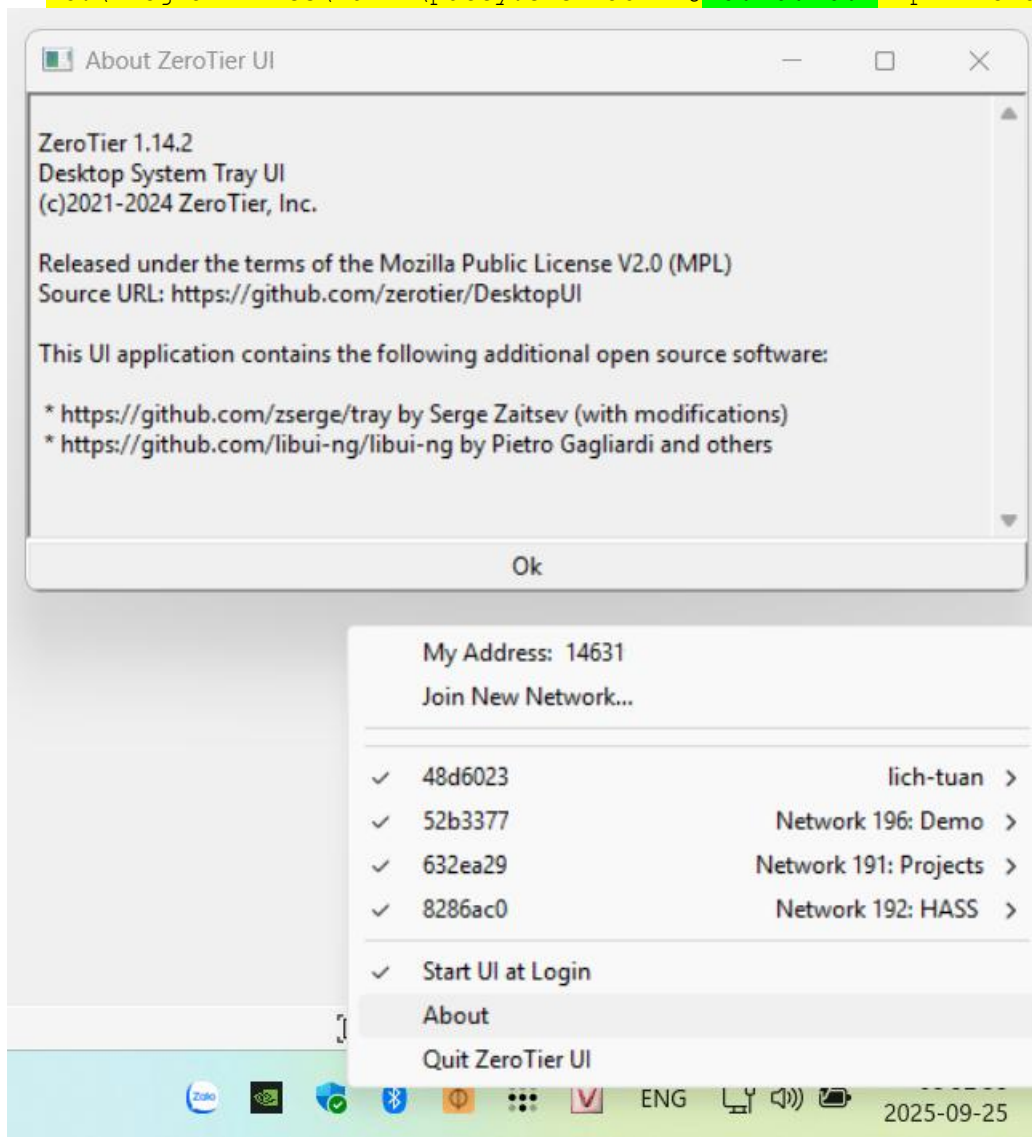 About ZeroTier UI
ZeroTier 1.14.2
Desktop System Tray UI
(c)2021-2024 ZeroTier, Inc.
Released under the terms of the Mozilla Public License V2.0 (MPL)
Source URL: https://github.com/zerotier/DesktopUI
This UI application contains the following additional open source software:
* https://github.com/zserge/tray by Serge Zaitsev (with modifications)
* https://github.com/libui-ng/libui-ng by Pietro Gagliardi and others
Ok
My Address: 14631
Join New Network...
48d6023 lich-tuan
52b3377 Network 196: Demo
632ea29 Network 191: Projects
8286ac0 Network 192: HASS
Start UI at Login
About
Quit ZeroTier UI
Zalo
V ENG
2025-09-25